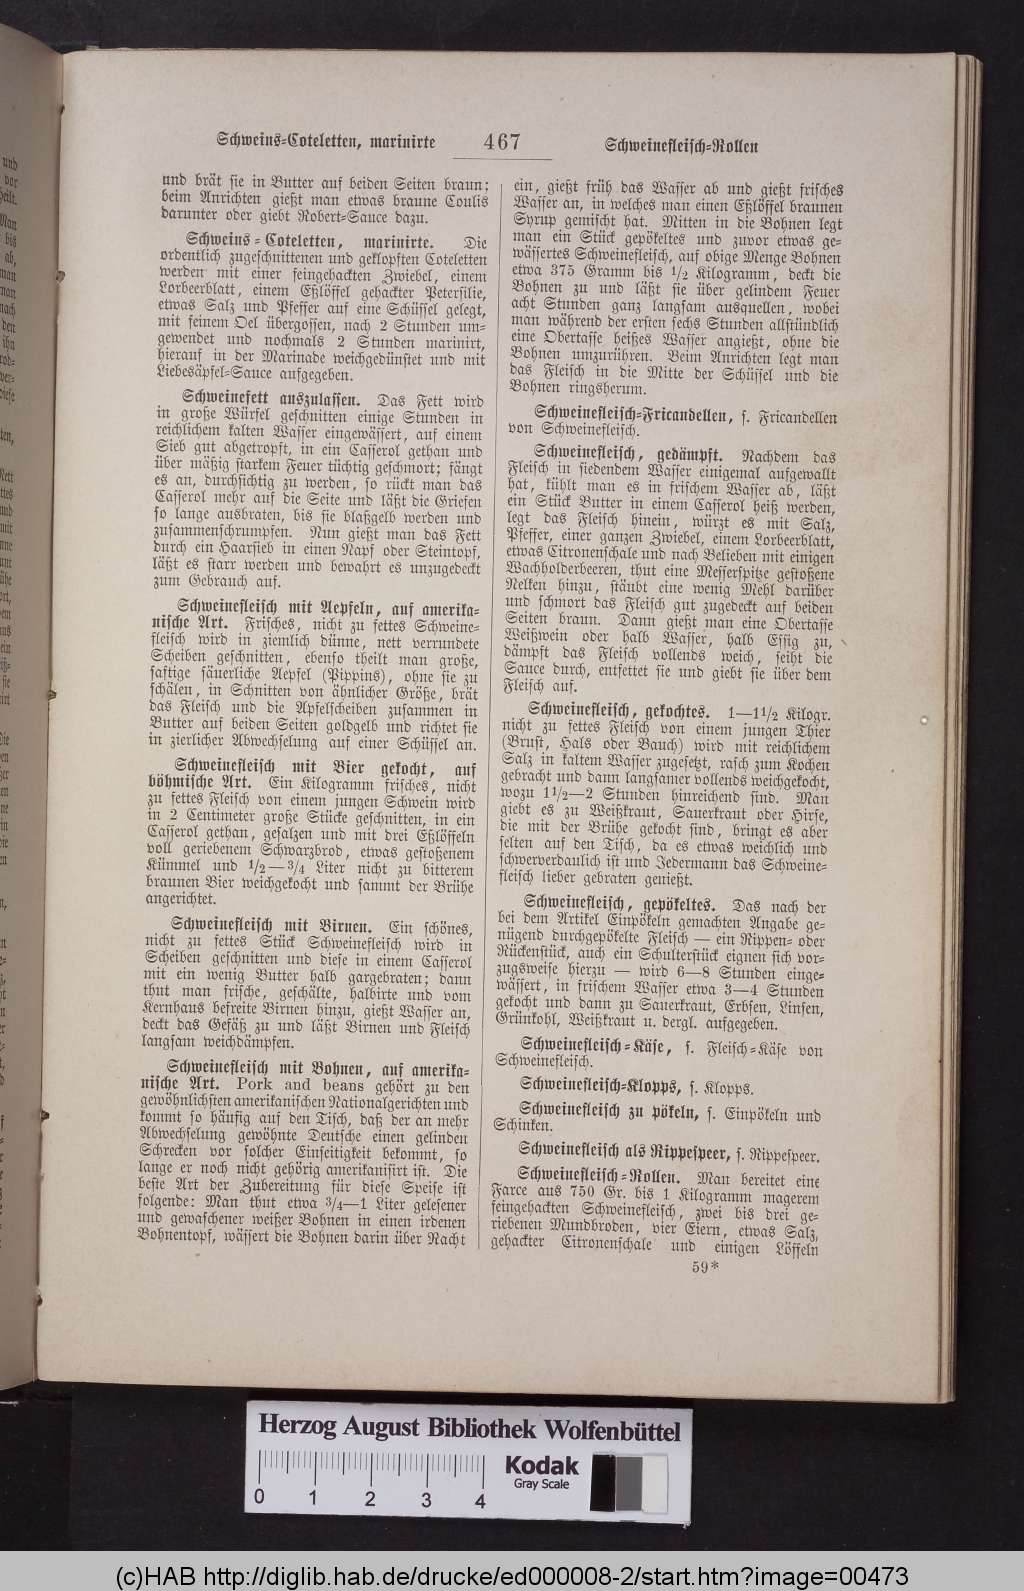 Schweins-Coteletten, marinirte 467 Schweinefleisch-Rollen
und brät sie in Butter auf beiden Seiten braun;
beim Anrichten gießt man etwas braune Coulis
darunter oder giebt Robert-Sauce dazu.
Schweins-Coteletten, marinirte. Die
ordentlich zugeschnittenen und geklopften Coteletten
werden mit einer feingehackten Zwiebel, einem
Lorbeerblatt, einem Eßlöffel gehackter Petersilie,
etwas Salz und Pfeffer auf eine Schüssel gelegt,
mit feinem Oel übergossen, nach 2 Stunden um-
gewendet und nochmals 2 Stunden marinirt,
hierauf in der Marinade weichgedünstet und mit
Liebesäpfel-Sauce aufgegeben.
Schweinefett auszulassen. Das Fett wird
in große Würfel geschnitten einige Stunden in
reichlichem kalten Wasser eingewässert, auf einem
Sieb gut abgetropft, in ein Casserol gethan und
über mäßig starkem Feuer tüchtig geschmort; fängt
es an, durchsichtig zu werden, so rückt man das
Casserol mehr auf die Seite und läßt die Griefen
so lange ausbraten, bis sie blaßgelb werden und
zusammenschrumpfen. Nun gießt man das Fett
durch ein Haarsieb in einen Napf oder Steintopf,
läßt es starr werden und bewahrt es unzugedeckt
zum Gebrauch auf.
Schweinefleisch mit Aepfeln, auf amerika-
nische Art. Frisches, nicht zu fettes Schweine-
fleisch wird in ziemlich dünne, nett verrundete
Scheiben geschnitten, ebenso theilt man große,
saftige säuerliche Aepfel (Pippins), ohne sie zu
schälen, in Schnitten von ähnlicher Größe, brät
das Fleisch und die Apfelscheiben zusammen in
Butter auf beiden Seiten goldgelb und richtet sie
in zierlicher Abwechselung auf einer Schüssel an.
Schweinefleisch mit Bier gekocht, auf
böhmische Art. Ein Kilogramm frisches, nicht
zu fettes Fleisch von einem jungen Schwein wird
in 2 Centimeter große Stücke geschnitten, in ein
Casserol gethan, gesalzen und mit drei Eßlöffeln
voll geriebenem Schwarzbrod, etwas gestoßenem
Kümmel und 1/2—3/4 Liter nicht zu bitterem
braunen Bier weichgekocht und sammt der Brühe
angerichtet.
Schweinefleisch mit Birnen. Ein schönes,
nicht zu fettes Stück Schweinefleisch wird in
Scheiben geschnitten und diese in einem Casserol
mit ein wenig Butter halb gargebraten; dann
thut man frische, geschälte, halbirte und vom
Kernhaus befreite Birnen hinzu, gießt Wasser an,
deckt das Gefäß zu und läßt Birnen und Fleisch
langsam weichdämpfen.
Schweinefleisch mit Bohnen, auf amerika-
nische Art. Pork and beans gehört zu den
gewöhnlichsten amerikanischen Nationalgerichten und
kommt so häufig auf den Tisch, daß der an mehr
Abwechselung gewöhnte Deutsche einen gelinden
Schrecken vor solcher Einseitigkeit bekommt, so
lange er noch nicht gehörig amerikanisirt ist. Die
beste Art der Zubereitung für diese Speise ist
folgende: Man thut etwa 3/4—1 Liter gelesener
und gewaschener weißer Bohnen in einen irdenen
Bohnentopf, wässert die Bohnen darin über Nacht
ein, gießt früh das Wasser ab und gießt frisches
Wasser an, in welches man einen Eßlöffel braunen
Syrup gemischt hat. Mitten in die Bohnen legt
man ein Stück gepökeltes und zuvor etwas ge-
wässertes Schweinefleisch, auf obige Menge Bohnen
etwa 375 Gramm bis 1/2 Kilogramm, deckt die
Bohnen zu und läßt sie über gelindem Feuer
acht Stunden ganz langsam ausquellen, wobei
man während der ersten sechs Stunden allstündlich
eine Obertasse heißes Wasser angießt, ohne die
Bohnen umzurühren. Beim Anrichten legt man
das Fleisch in die Mitte der Schüssel und die
Bohnen ringsherum.
Schweinefleisch-Fricandellen, s. Fricandellen
von Schweinefleisch.
Schweinefleisch, gedämpft. Nachdem das
Fleisch in siedendem Wasser einigemal aufgewallt
hat, kühlt man es in frischem Wasser ab, läßt
ein Stück Butter in einem Casserol heiß werden,
legt das Fleisch hinein, würzt es mit Salz,
Pfeffer, einer ganzen Zwiebel, einem Lorbeerblatt,
etwas Citronenschale und nach Belieben mit einigen
Wachholderbeeren, thut eine Messerspitze gestoßene
Nelken hinzu, stäubt eine wenig Mehl darüber
und schmort das Fleisch gut zugedeckt auf beiden
Seiten braun. Dann gießt man eine Obertasse
Weißwein oder halb Wasser, halb Essig zu,
dämpft das Fleisch vollends weich, seiht die
Sauce durch, entfettet sie und giebt sie über dem
Fleisch auf.
Schweinefleisch, gekochtes. 1—1 1/2 Kilogr.
nicht zu fettes Fleisch von einem jungen Thier
(Brust, Hals oder Bauch) wird mit reichlichem
Salz in kaltem Wasser zugesetzt, rasch zum Kochen
gebracht und dann langsamer vollends weichgekocht,
wozu 1 1/2—2 Stunden hinreichend sind. Man
giebt es zu Weißkraut, Sauerkraut oder Hirse,
die mit der Brühe gekocht sind, bringt es aber
selten auf den Tisch, da es etwas weichlich und
schwerverdaulich ist und Jedermann das Schweine-
fleisch lieber gebraten genießt.
Schweinefleisch, gepökeltes. Das nach der
bei dem Artikel Einpökeln gemachten Angabe ge-
nügend durchgepökelte Fleisch — ein Rippen- oder
Rückenstück, auch ein Schulterstück eignen sich vor-
zugsweise hierzu — wird 6—8 Stunden einge-
wässert, in frischem Wasser etwa 3—4 Stunden
gekocht und dann zu Sauerkraut, Erbsen, Linsen,
Grünkohl, Weißkraut u. dergl. aufgegeben.
Schweinefleisch-Käse, s. Fleisch-Käse von
Schweinefleisch.
Schweinefleisch-Klopps, s. Klopps.
Schweinefleisch zu pökeln, s. Einpökeln und
Schinken.
Schweinefleisch als Rippespeer, s. Rippespeer.
Schweinefleisch-Rollen. Man bereitet eine
Farce aus 750 Gr. bis 1 Kilogramm magerem
feingehackten Schweinefleisch, zwei bis drei ge-
riebenen Mundbroden, vier Eiern, etwas Salz,
gehackter Citronenschale und einigen Löffeln
59*
Herzog August Bibliothek Wolfenbüttel
Kodak
Gray Scale
0 1 2 3 4
(c)HAB http://diglib.hab.de/drucke/ed000008-2/start.htm?image=00473